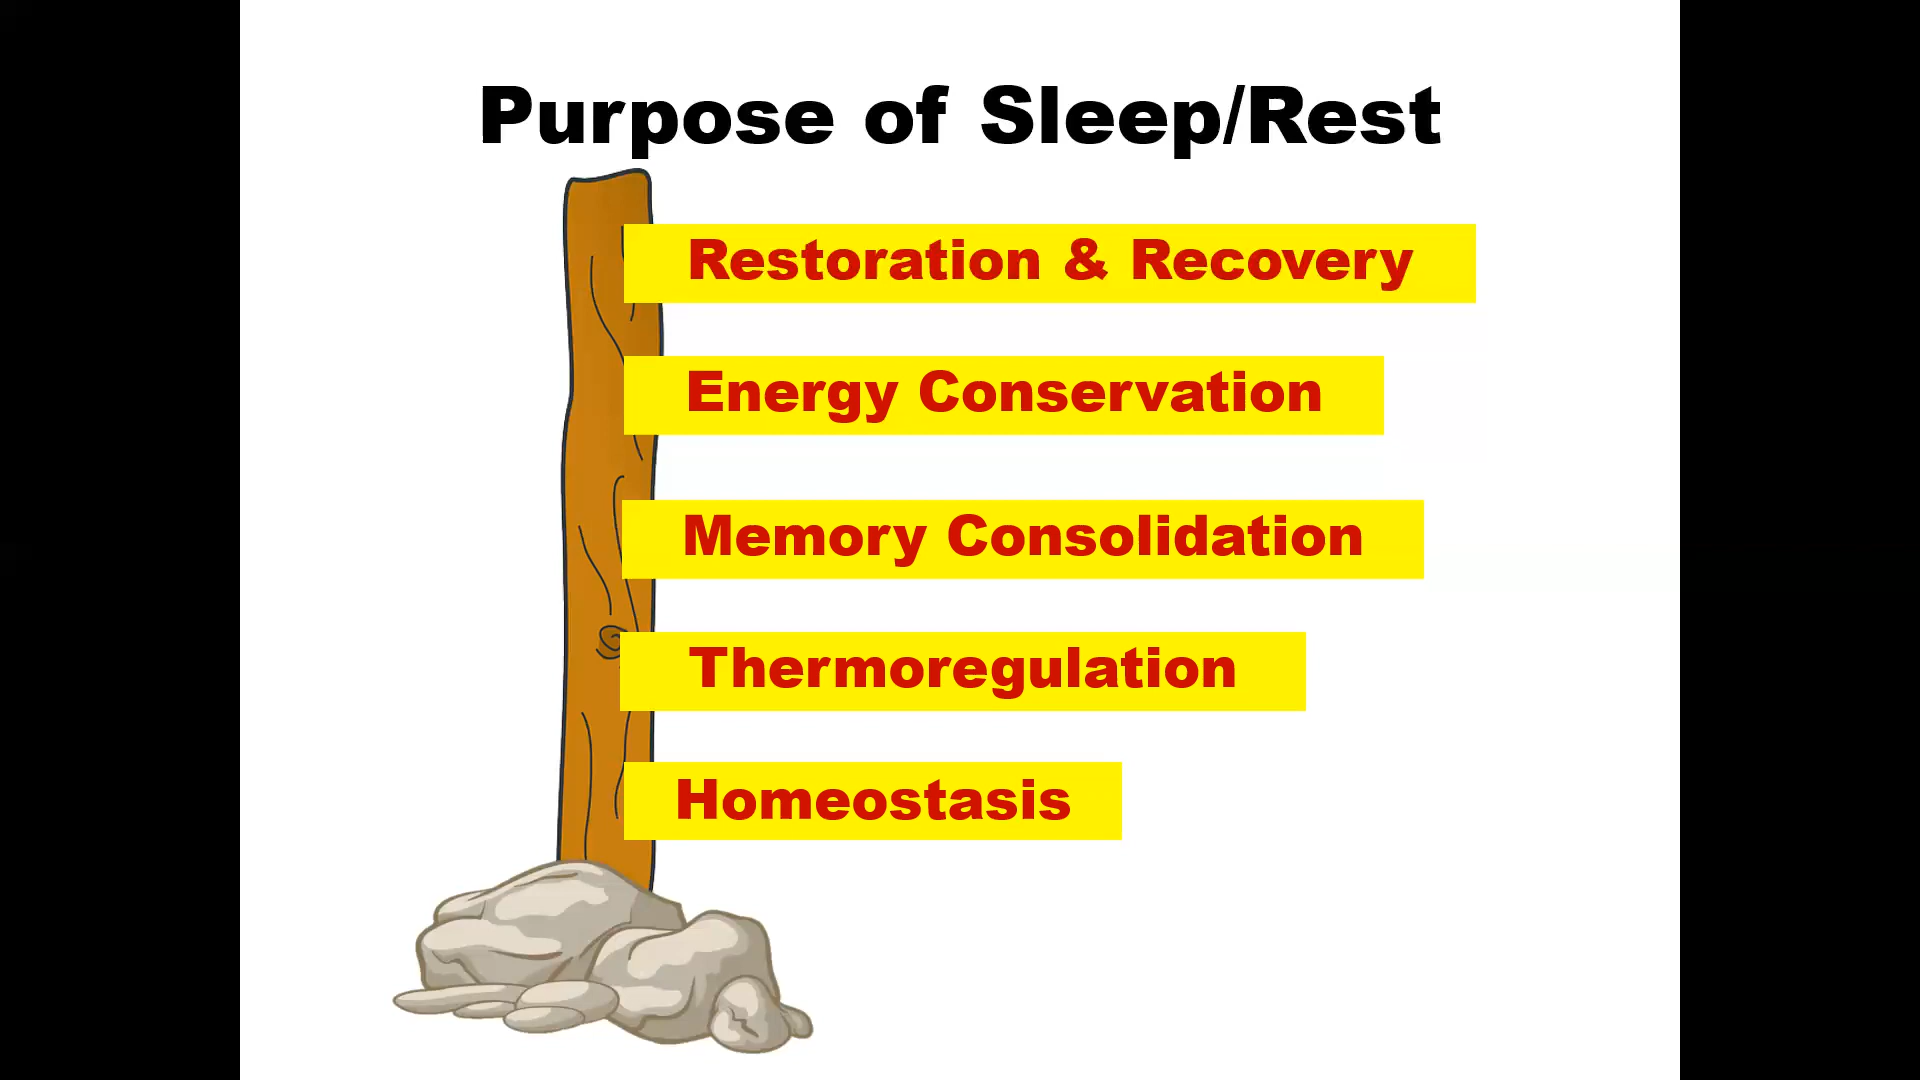 Purpose of Sleep/Rest
Restoration & Recovery
Energy Conservation
Memory Consolidation
Thermoregulation
Homeostasis